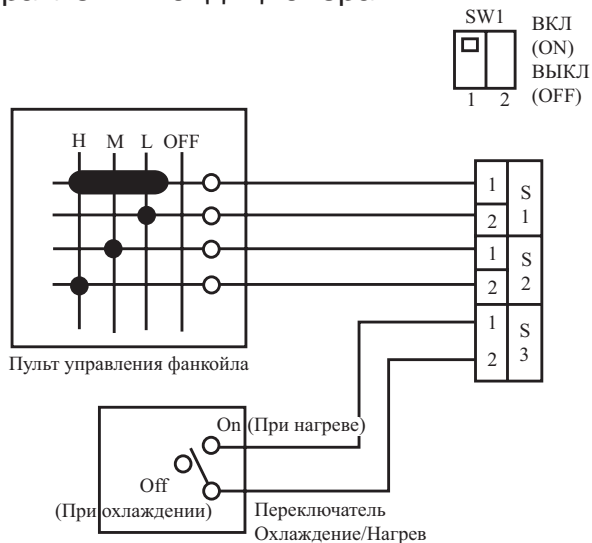 SW1
ВКЛ
(ON)
ВЫКЛ
(OFF)
1 2
H M L OFF
1
2
S
1
1
2
S
2
1
2
S
3
Пульт управления фанкойла
On (При нагреве)
Off
(При охлаждении)
Переключатель
Охлаждение/Нагрев